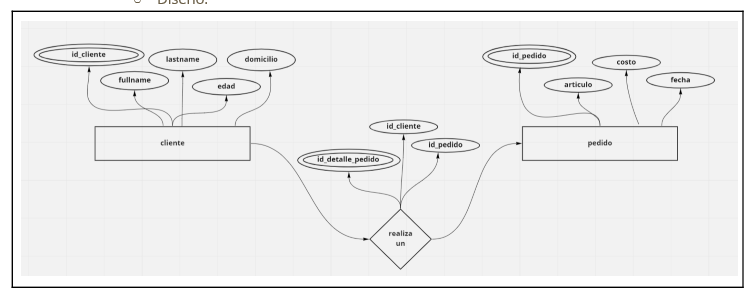 ○ Diseño:
id_cliente
lastname
domicilio
fullname
edad
cliente
id_pedido
costo
articulo
fecha
pedido
id_cliente
id_pedido
id_detalle_pedido
realiza
un